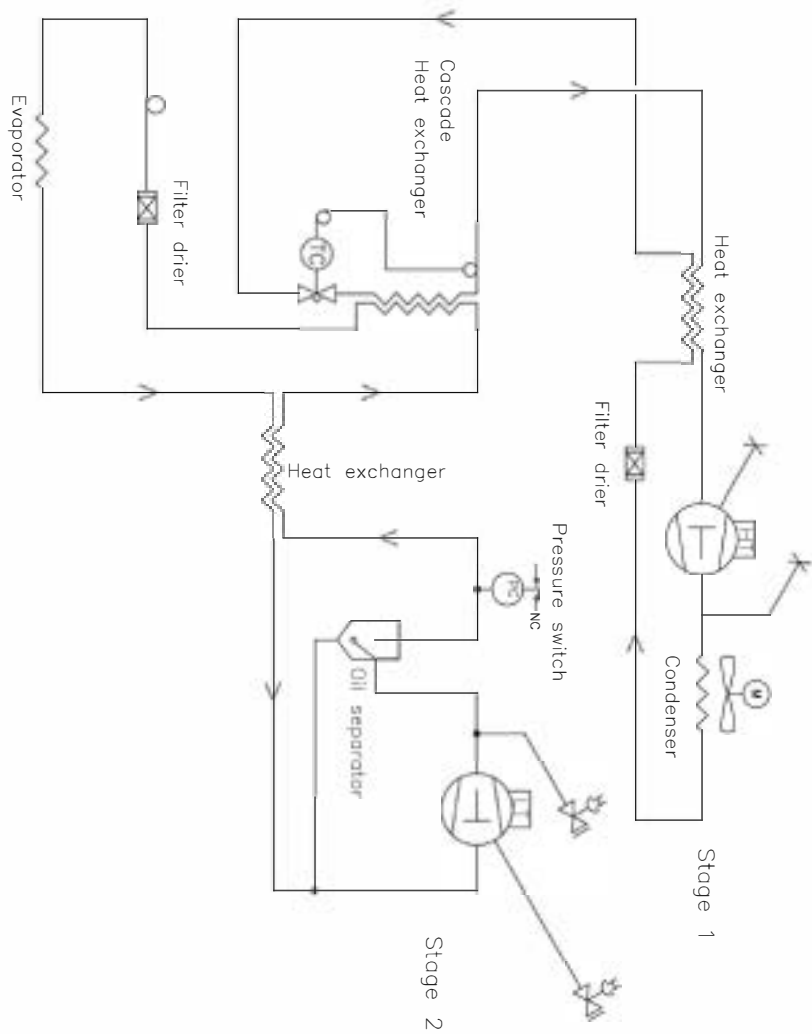 Cascade
Heat exchanger
Evaporator
Filter drier
TC
Heat exchanger
Filter drier
Heat exchanger
Pressure switch
PC
NC
Oil separator
Condenser
M
Stage 1
Stage 2